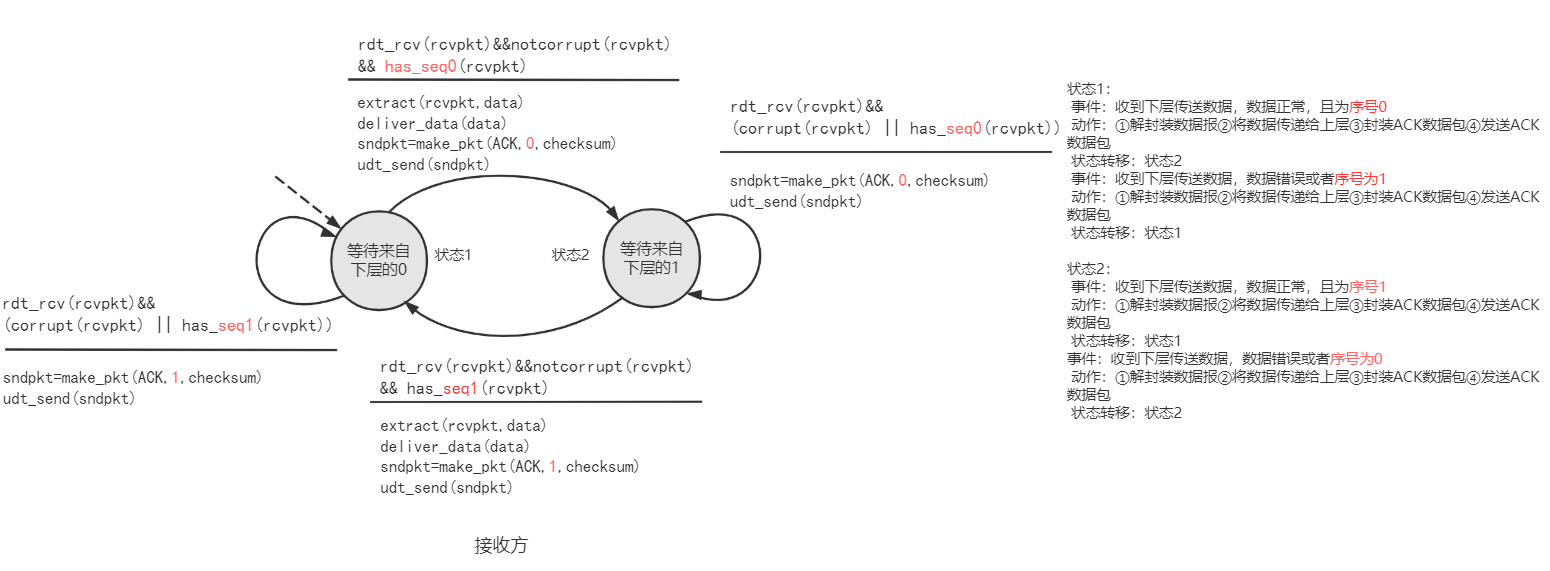 rdt_rcv(rcvpkt)&&notcorrupt(rcvpkt)
&& has_seq0(rcvpkt)
extract(rcvpkt,data)
deliver_data(data)
sndpkt=make_pkt(ACK,0,checksum)
udt_send(sndpkt)
rdt_rcv(rcvpkt)&&
(corrupt(rcvpkt) || has_seq0(rcvpkt))
sndpkt=make_pkt(ACK,0,checksum)
udt_send(sndpkt)
等待来自
下层的0
状态1
状态2
等待来自
下层的1
rdt_rcv(rcvpkt)&&
(corrupt(rcvpkt) || has_seq1(rcvpkt))
sndpkt=make_pkt(ACK,1,checksum)
udt_send(sndpkt)
rdt_rcv(rcvpkt)&&notcorrupt(rcvpkt)
&& has_seq1(rcvpkt)
extract(rcvpkt,data)
deliver_data(data)
sndpkt=make_pkt(ACK,1,checksum)
udt_send(sndpkt)
接收方
状态1:
事件：收到下层传送数据，数据正常，且为序号0
动作：①解封装数据报②将数据传递给上层③封装ACK数据包④发送ACK
数据包
状态转移：状态2
事件：收到下层传送数据，数据错误或者序号为1
动作：①解封装数据报②将数据传递给上层③封装ACK数据包④发送ACK
数据包
状态转移：状态1
状态2:
事件：收到下层传送数据，数据正常，且为序号1
动作：①解封装数据报②将数据传递给上层③封装ACK数据包④发送ACK
数据包
状态转移：状态1
事件：收到下层传送数据，数据错误或者序号为0
动作：①解封装数据报②将数据传递给上层③封装ACK数据包④发送ACK
数据包
状态转移：状态2